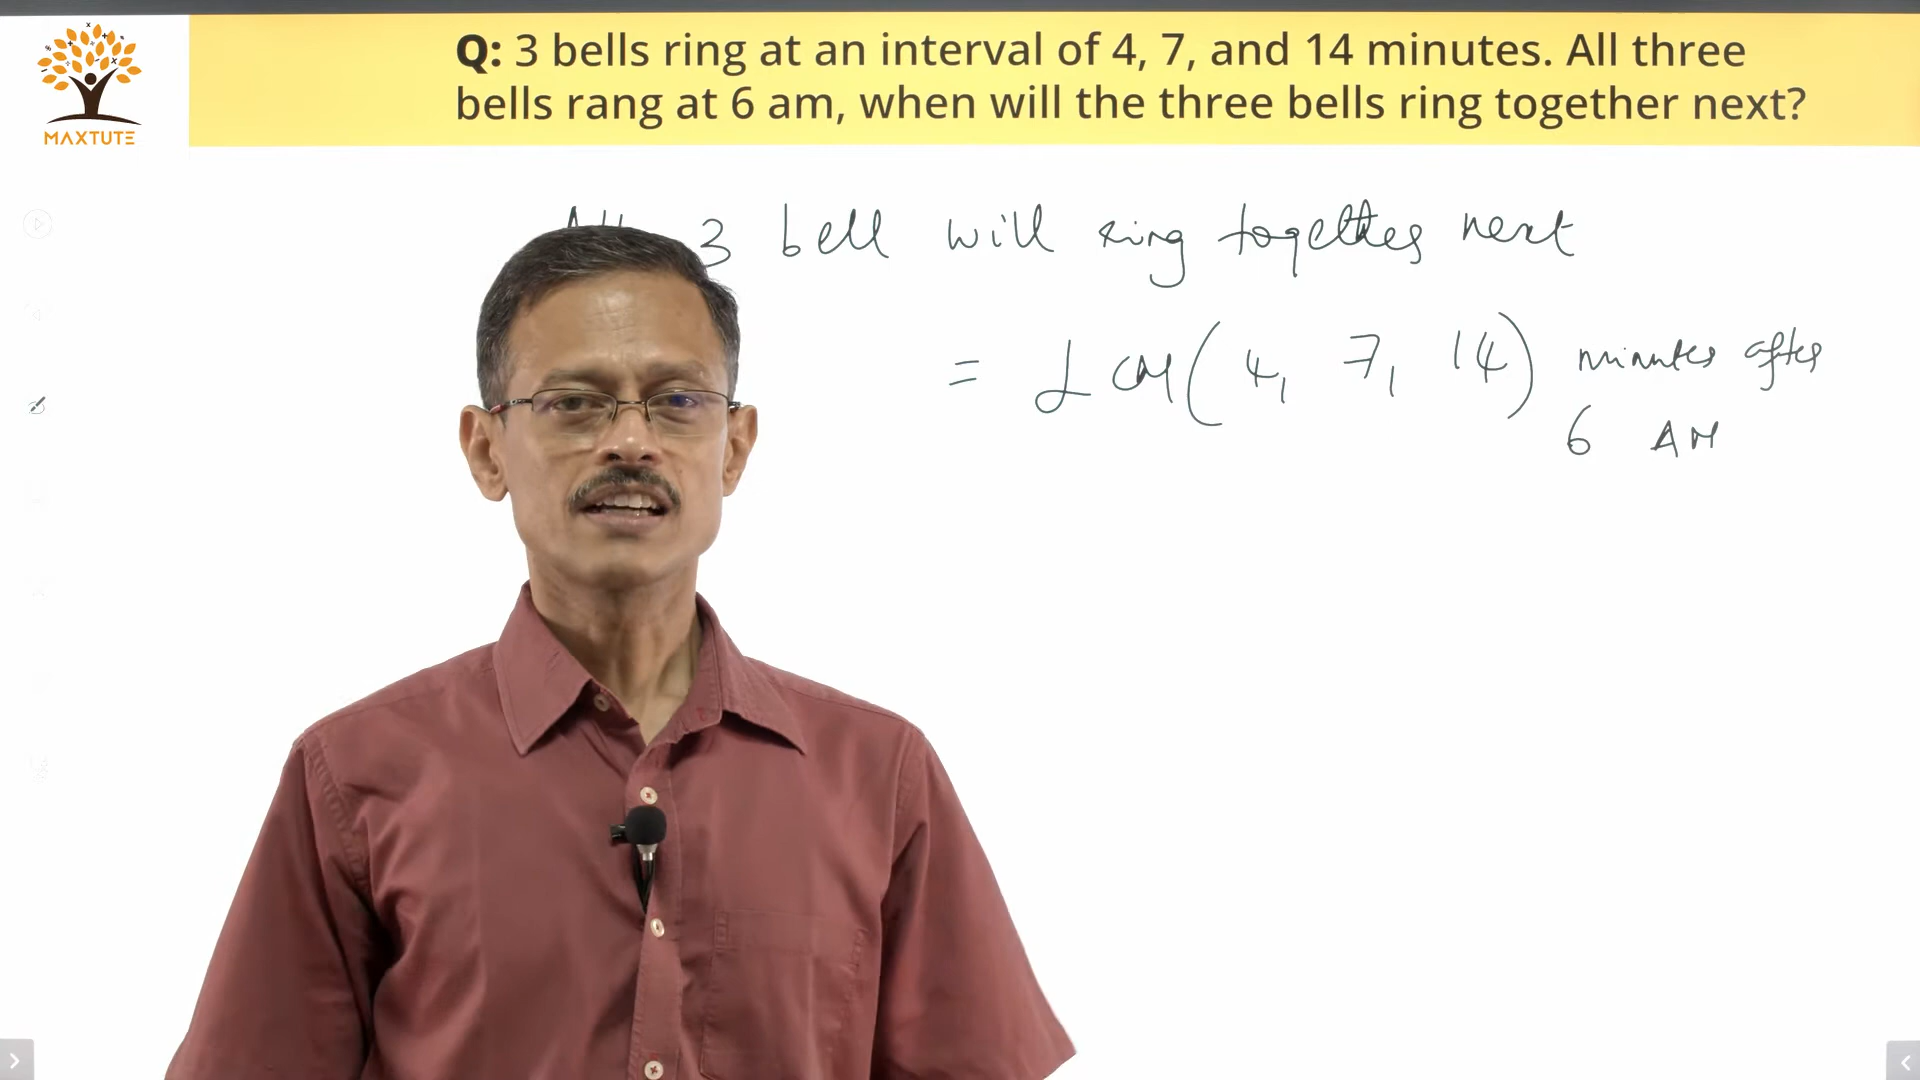 MAXTUTE
Q: 3 bells ring at an interval of 4, 7, and 14 minutes. All three
bells rang at 6 am, when will the three bells ring together next?
3 bell will ring together next
= LCM( 4, 7, 14) minutes after
6 AM